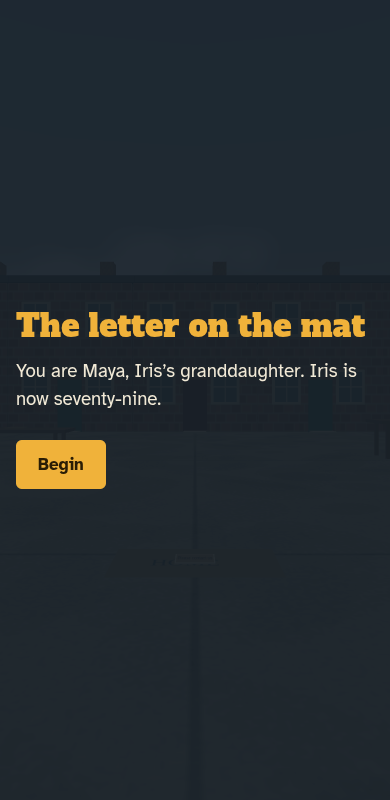 The letter on the mat
You are Maya, Iris’s granddaughter. Iris is
now seventy-nine.
Begin